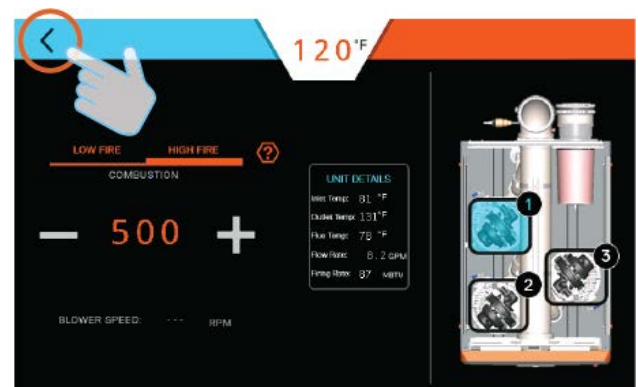 120°F
LOW FIRE HIGH FIRE ?
COMBUSTION
500
BLOWER SPEED: --- RPM
UNIT DETAILS
Inlet Temp: 81 °F
Outlet Temp: 131°F
Flue Temp: 78 °F
Flow Rate: 8.2 GPM
Firing Rate: 87 MBTU
1
2
3